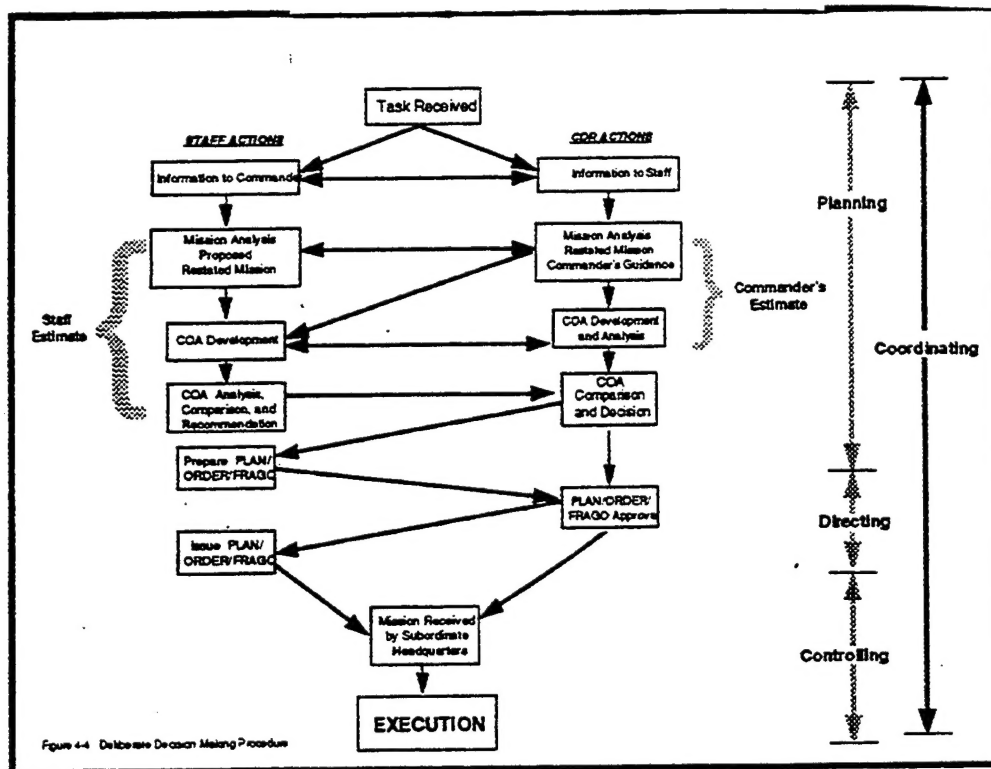 Task Received
STAFF ACTIONS
CDR ACTIONS
Information to Commander
Information to Staff
Planning
Mission Analysis
Proposed
Restated Mission
Mission Analysis
Restated Mission
Commander's Guidance
Staff
Estimate
Commander's
Estimate
COA Development
COA Development
and Analysis
Coordinating
COA Analysis,
Comparison, and
Recommendation
COA
Comparison
and Decision
Prepare PLAN/
ORDER/FRAGO
PLAN/ORDER/
FRAGO Approval
Directing
Issue PLAN/
ORDER/FRAGO
Mission Received
by Subordinate
Headquarters
Controlling
EXECUTION
Figure 4-4 Deliberate Decision Making Procedure